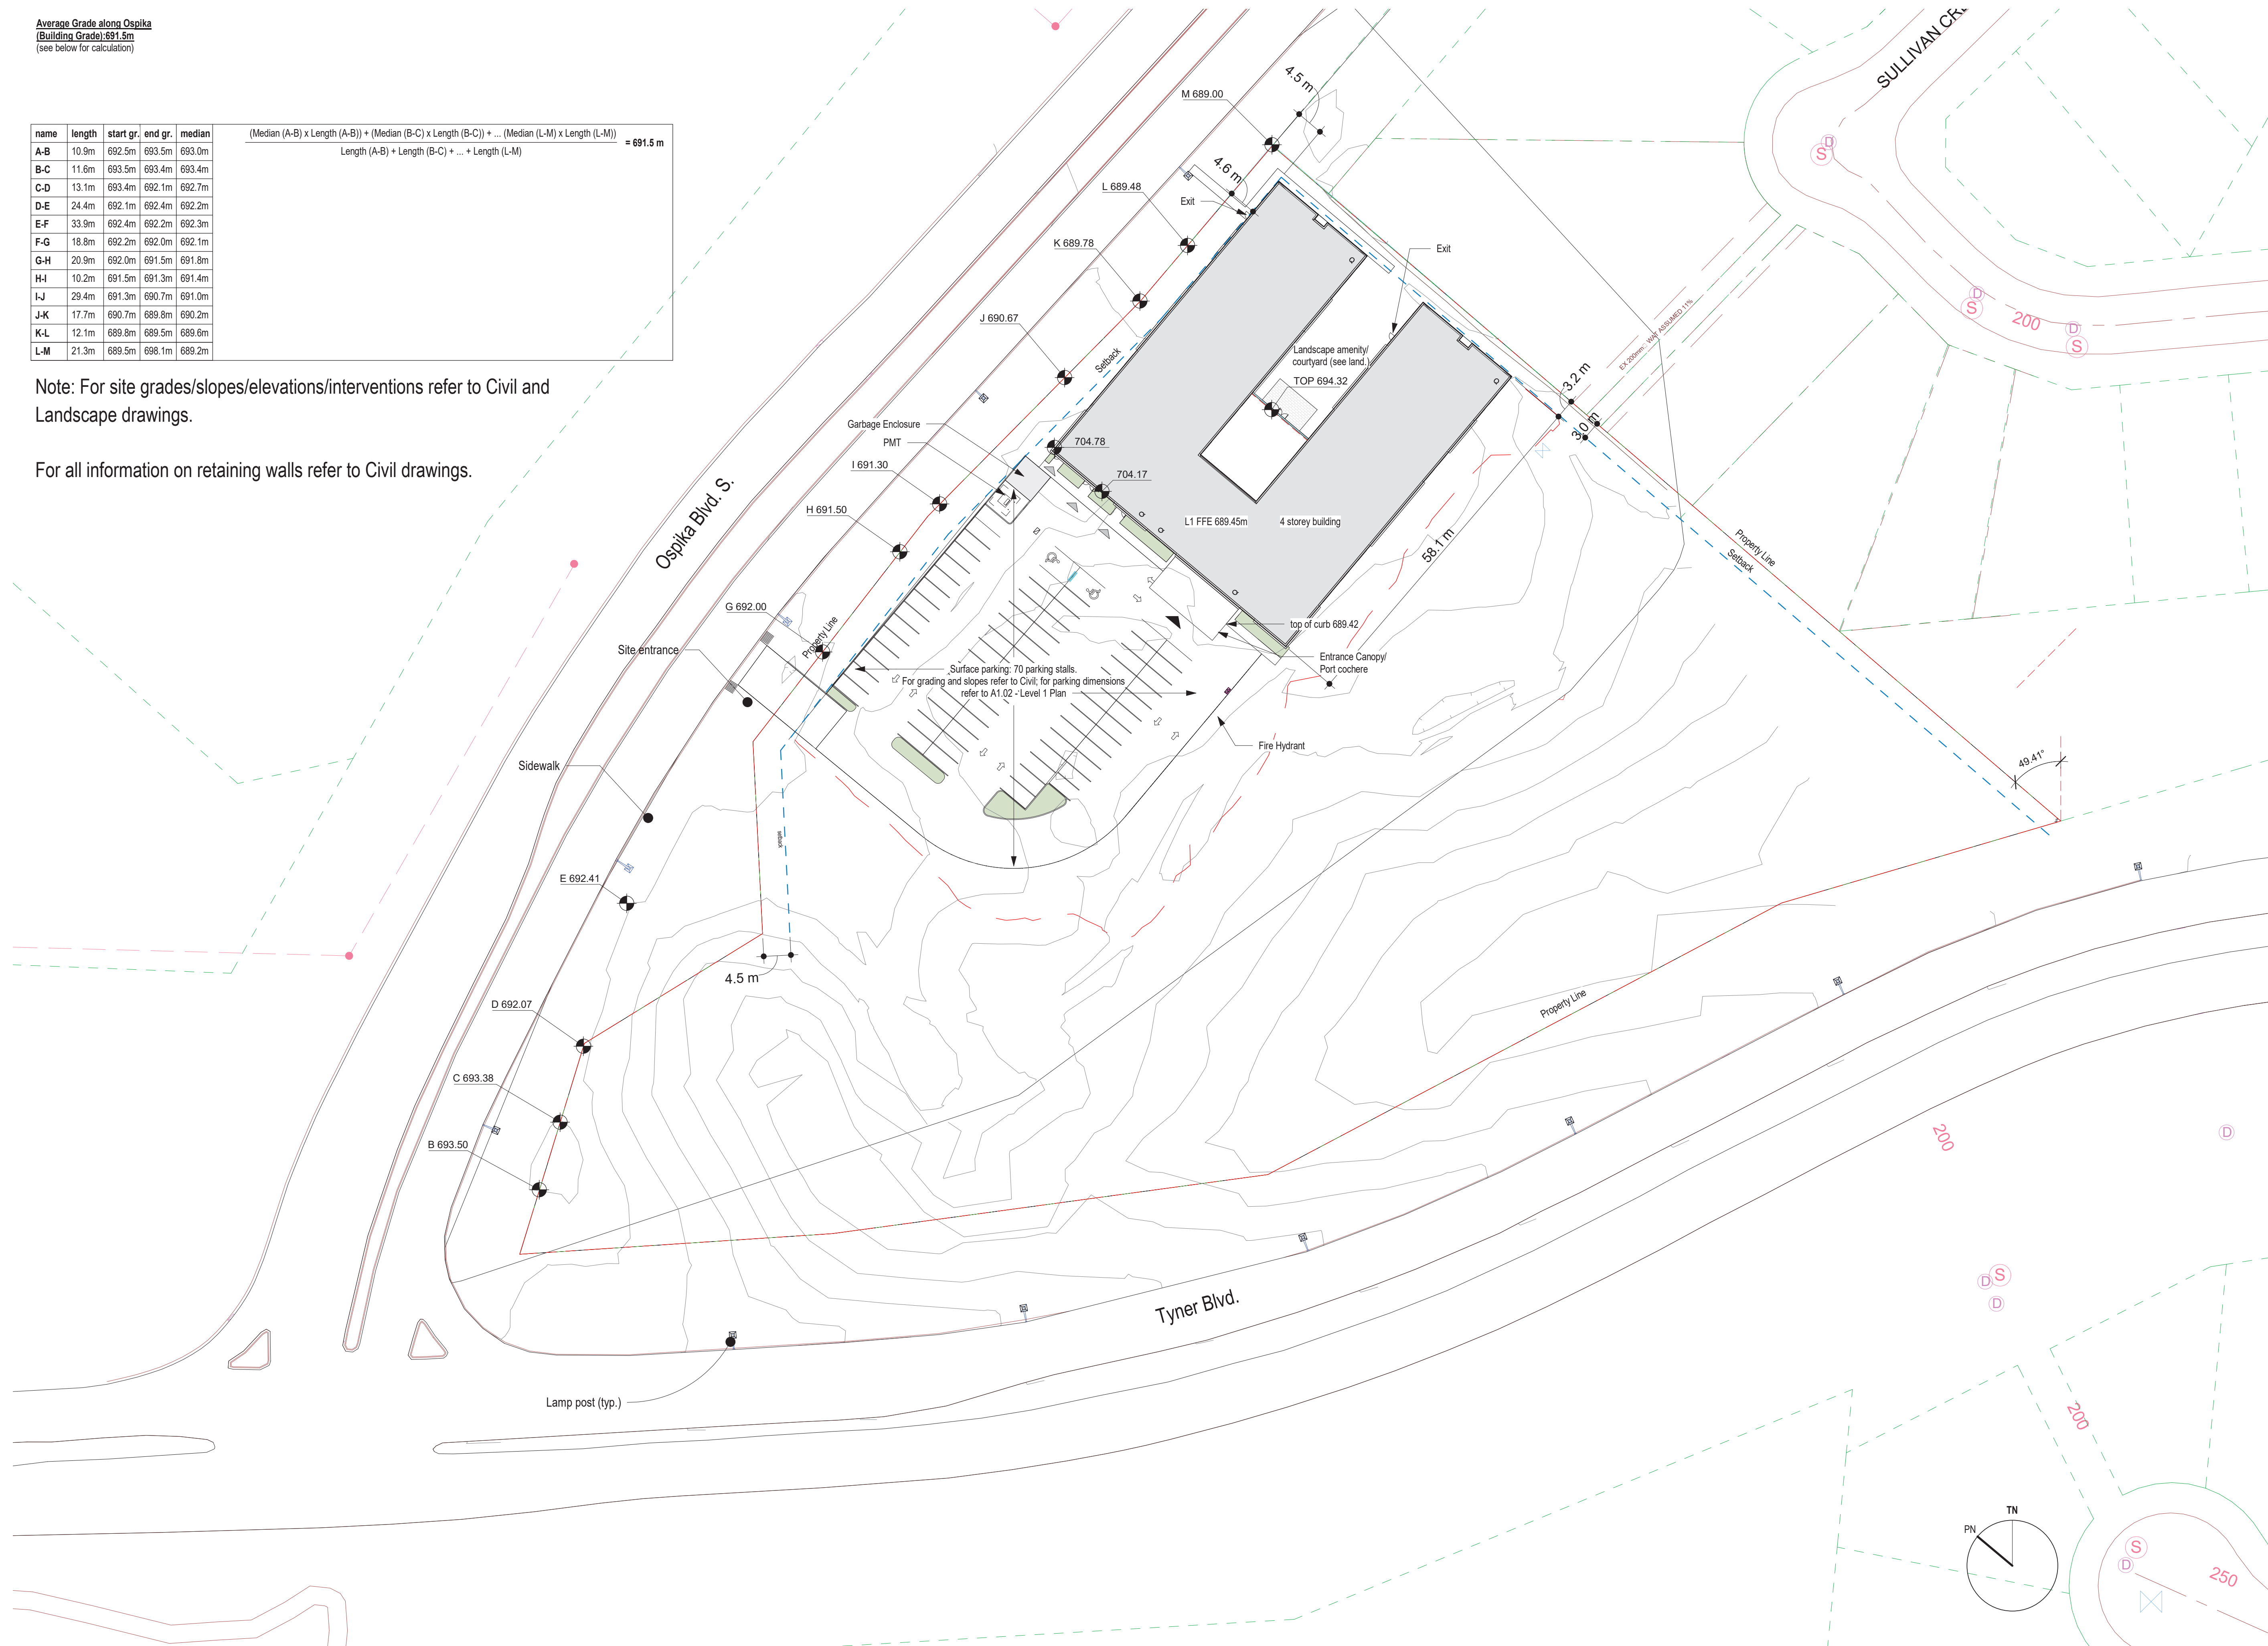 Average Grade along Ospika
(Building Grade):691.5m
(see below for calculation)
name length start gr. end gr. median
A-B 10.9m 692.5m 693.5m 693.0m
B-C 11.6m 693.5m 693.4m 693.4m
C-D 13.1m 693.4m 692.1m 692.7m
D-E 24.4m 692.1m 692.4m 692.2m
E-F 33.9m 692.4m 692.2m 692.3m
F-G 18.8m 692.2m 692.0m 692.1m
G-H 20.9m 692.0m 691.5m 691.8m
H-I 10.2m 691.5m 691.3m 691.4m
I-J 29.4m 691.3m 690.7m 691.0m
J-K 17.7m 690.7m 689.8m 690.2m
K-L 12.1m 689.8m 689.5m 689.6m
L-M 21.3m 689.5m 698.1m 689.2m
(Median (A-B) x Length (A-B)) + (Median (B-C) x Length (B-C)) + ... (Median (L-M) x Length (L-M))
Length (A-B) + Length (B-C) + ... + Length (L-M)
= 691.5 m
Note: For site grades/slopes/elevations/interventions refer to Civil and
Landscape drawings.
For all information on retaining walls refer to Civil drawings.
SULLIVAN CRE
4.5 m
M 689.00
4.6 m
L 689.48
Exit
K 689.78
Exit
J 690.67
Setback
Landscape amenity/
courtyard (see land.)
TOP 694.32
EX.200mm∅ WAT ASSUMED 11%
3.2 m
3.0 m
Garbage Enclosure
PMT
704.78
I 691.30
704.17
H 691.50
L1 FFE 689.45m
4 storey building
58.1 m
Ospika Blvd. S.
Property Line
Setback
G 692.00
Property Line
Site entrance
top of curb 689.42
Entrance Canopy/
Port cochere
Surface parking: 70 parking stalls.
For grading and slopes refer to Civil; for parking dimensions
refer to A1.02 - Level 1 Plan
Fire Hydrant
49.41°
Sidewalk
setback
E 692.41
4.5 m
D 692.07
Property Line
C 693.38
B 693.50
Tyner Blvd.
Lamp post (typ.)
S
D
D
S
200
D
S
200
D
D
S
D
200
TN
PN
S
D
250